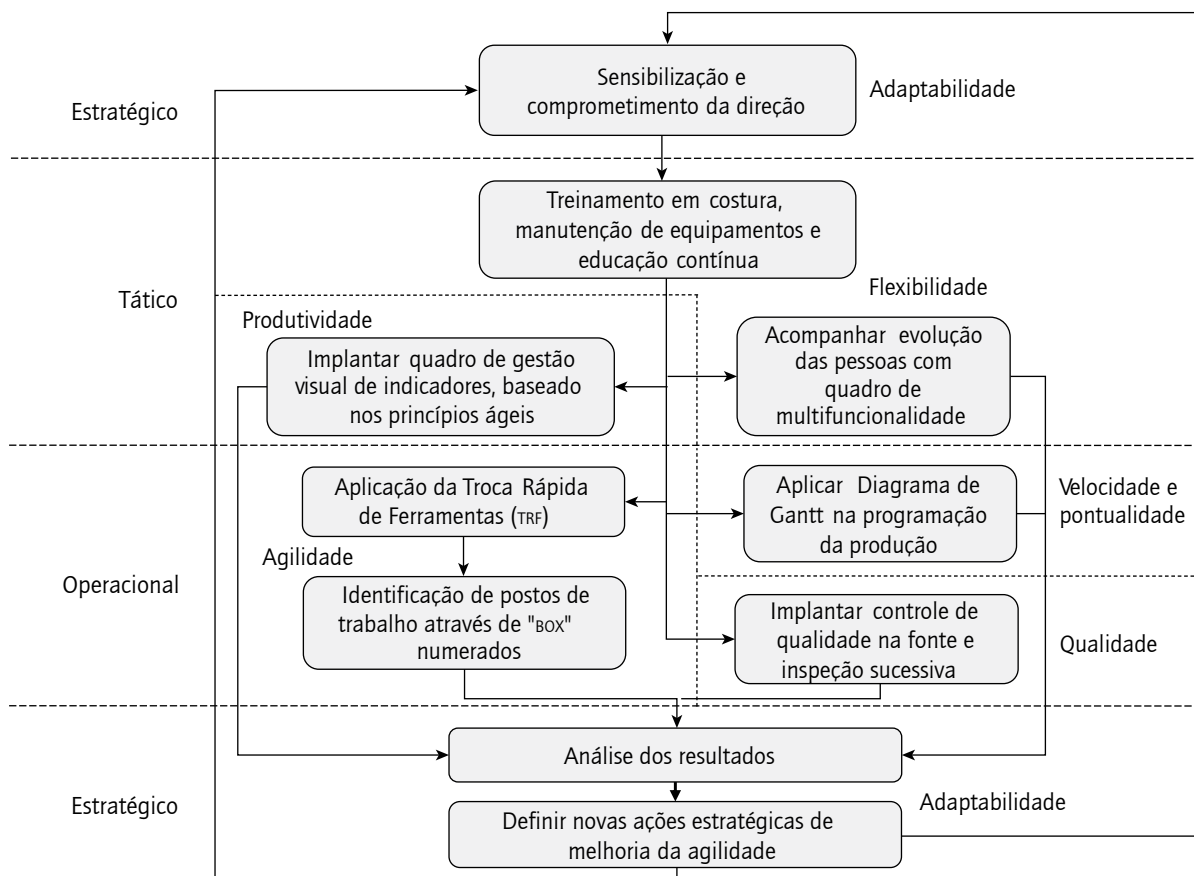 Estratégico
Sensibilização e
comprometimento da direção
Adaptabilidade
Tático
Treinamento em costura,
manutenção de equipamentos e
educação contínua
Produtividade
Implantar quadro de gestão
visual de indicadores, baseado
nos princípios ágeis
Flexibilidade
Acompanhar evolução
das pessoas com
quadro de
multifuncionalidade
Operacional
Aplicação da Troca Rápida
de Ferramentas (TRF)
Agilidade
Identificação de postos de
trabalho através de "BOX"
numerados
Aplicar Diagrama de
Gantt na programação
da produção
Velocidade e
pontualidade
Implantar controle de
qualidade na fonte e
inspeção sucessiva
Qualidade
Estratégico
Análise dos resultados
Definir novas ações estratégicas de
melhoria da agilidade
Adaptabilidade